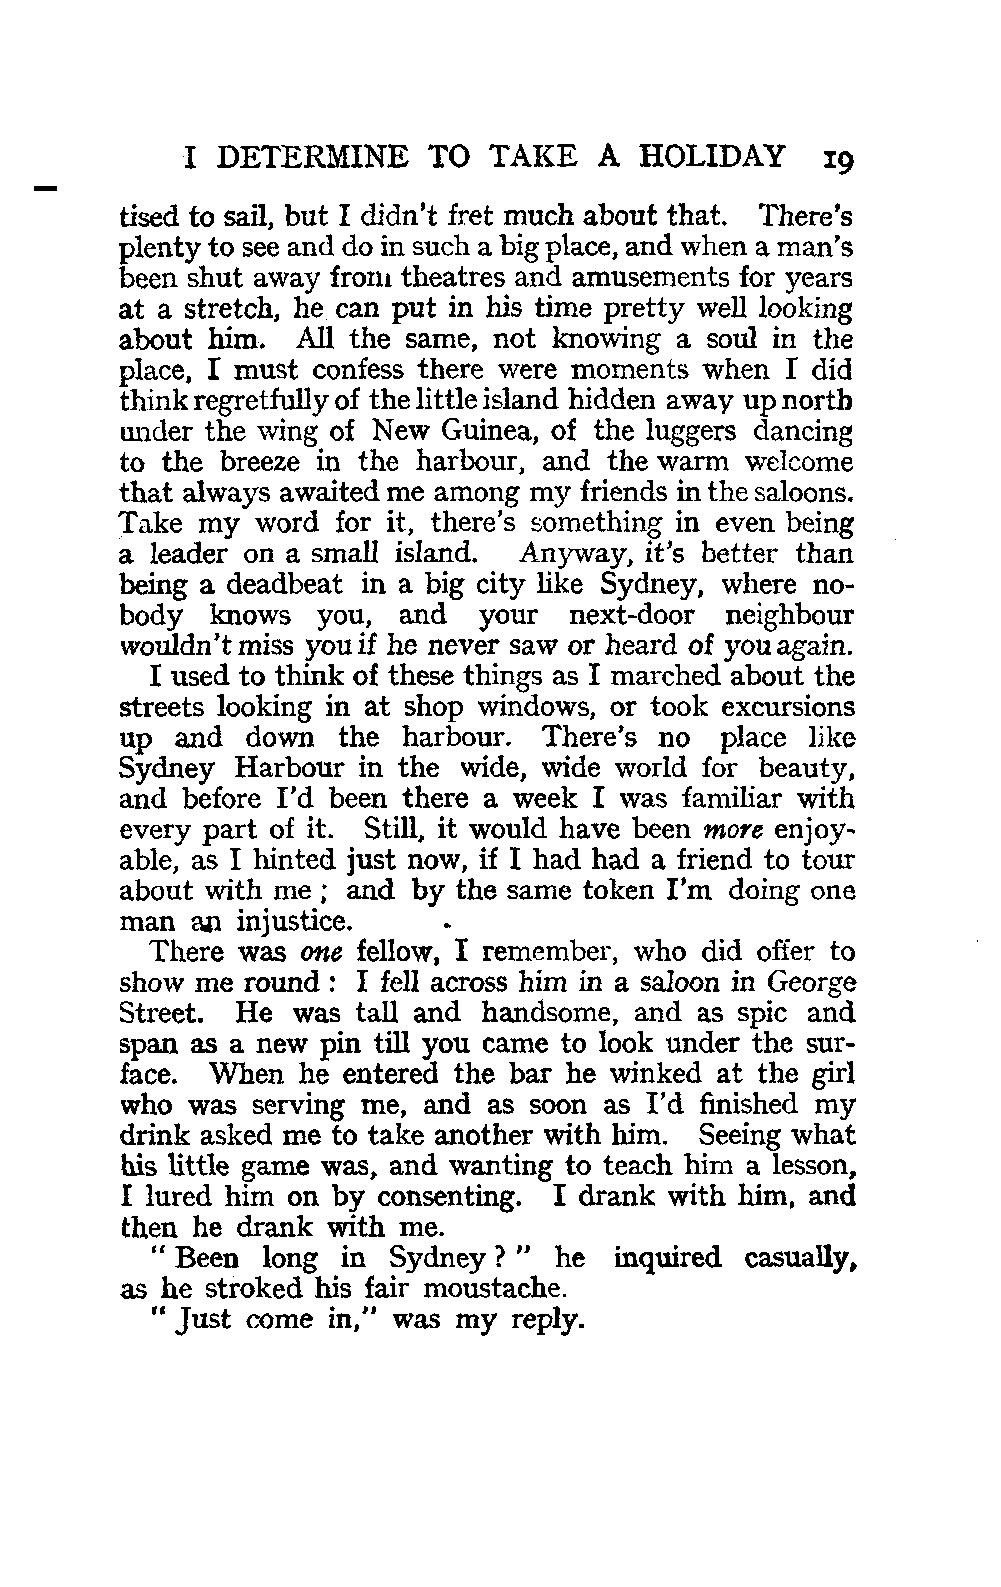 I DETERMINE TO TAKE A HOLIDAY 19
tised to sail, but I didn't fret much about that. There's
plenty to see and do in such a big place, and when a man's
been shut away from theatres and amusements for years
at a stretch, he can put in his time pretty well looking
about him. All the same, not knowing a soul in the
place, I must confess there were moments when I did
think regretfully of the little island hidden away up north
under the wing of New Guinea, of the luggers dancing
to the breeze in the harbour, and the warm welcome
that always awaited me among my friends in the saloons.
Take my word for it, there's something in even being
a leader on a small island. Anyway, it's better than
being a deadbeat in a big city like Sydney, where no-
body knows you, and your next-door neighbour
wouldn't miss you if he never saw or heard of you again.
I used to think of these things as I marched about the
streets looking in at shop windows, or took excursions
up and down the harbour. There's no place like
Sydney Harbour in the wide, wide world for beauty,
and before I'd been there a week I was familiar with
every part of it. Still, it would have been more enjoy-
able, as I hinted just now, if I had had a friend to tour
about with me ; and by the same token I'm doing one
man an injustice.
There was one fellow, I remember, who did offer to
show me round : I fell across him in a saloon in George
Street. He was tall and handsome, and as spic and
span as a new pin till you came to look under the sur-
face. When he entered the bar he winked at the girl
who was serving me, and as soon as I'd finished my
drink asked me to take another with him. Seeing what
his little game was, and wanting to teach him a lesson,
I lured him on by consenting. I drank with him, and
then he drank with me.
" Been long in Sydney ? " he inquired casually,
as he stroked his fair moustache.
" Just come in," was my reply.